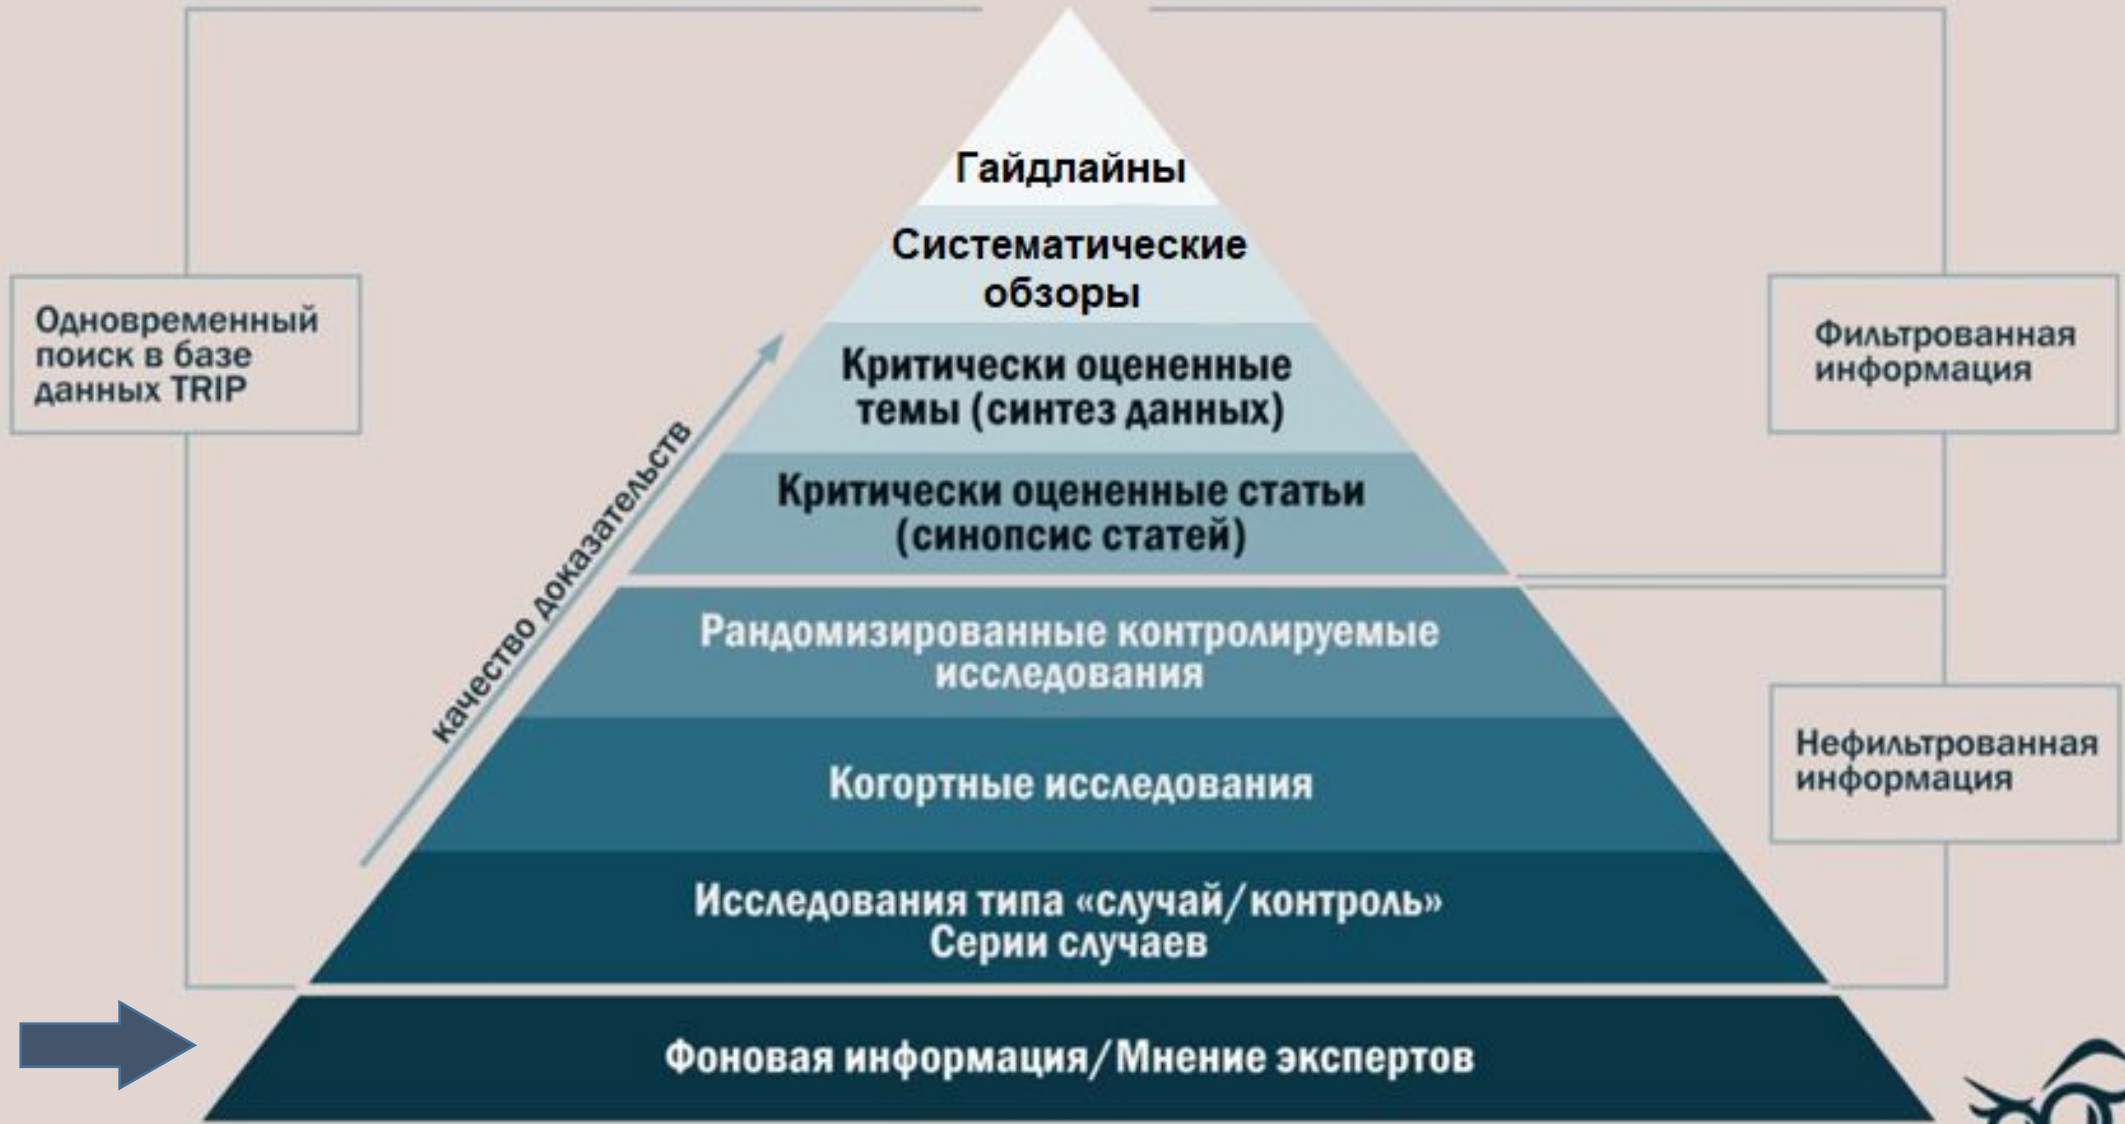 Гайдлайны
Систематические
обзоры
Одновременный
поиск в базе
данных TRIP
Фильтрованная
информация
Критически оцененные
темы (синтез данных)
качество доказательств
Критически оцененные статьи
(синопсис статей)
Рандомизированные контролируемые
исследования
Нефильтрованная
информация
Когортные исследования
Исследования типа «случай/контроль»
Серии случаев
Фоновая информация/Мнение экспертов